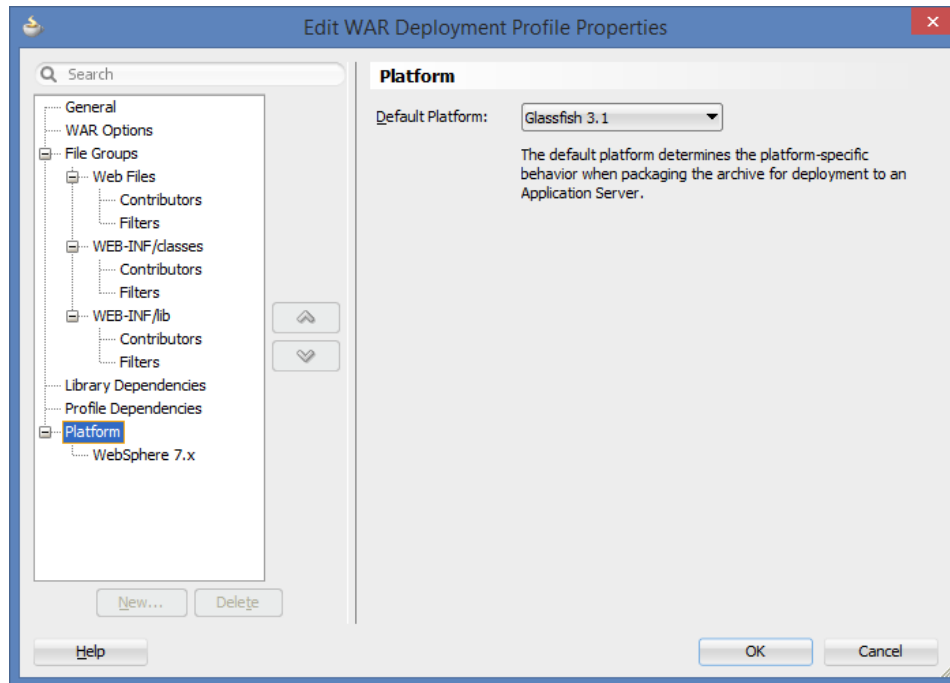 Edit WAR Deployment Profile Properties
Search
General
WAR Options
File Groups
Web Files
Contributors
Filters
WEB-INF/classes
Contributors
Filters
WEB-INF/lib
Contributors
Filters
Library Dependencies
Profile Dependencies
Platform
WebSphere 7.x
New...
Delete
Platform
Default Platform:
Glassfish 3.1
The default platform determines the platform-specific
behavior when packaging the archive for deployment to an
Application Server.
Help
OK
Cancel